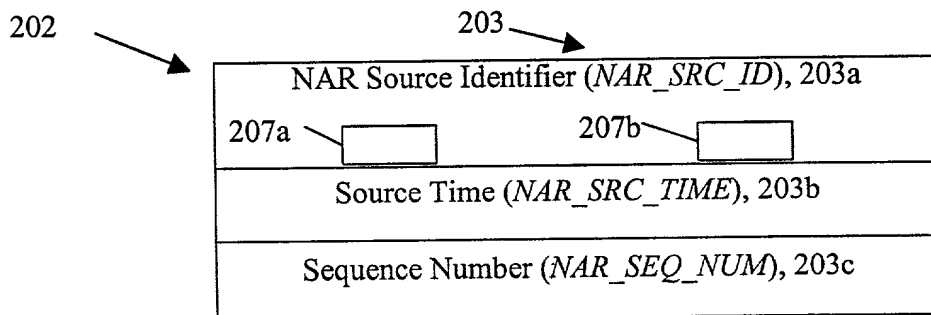 202
203
NAR Source Identifier (NAR_SRC_ID), 203a
207a
207b
Source Time (NAR_SRC_TIME), 203b
Sequence Number (NAR_SEQ_NUM), 203c